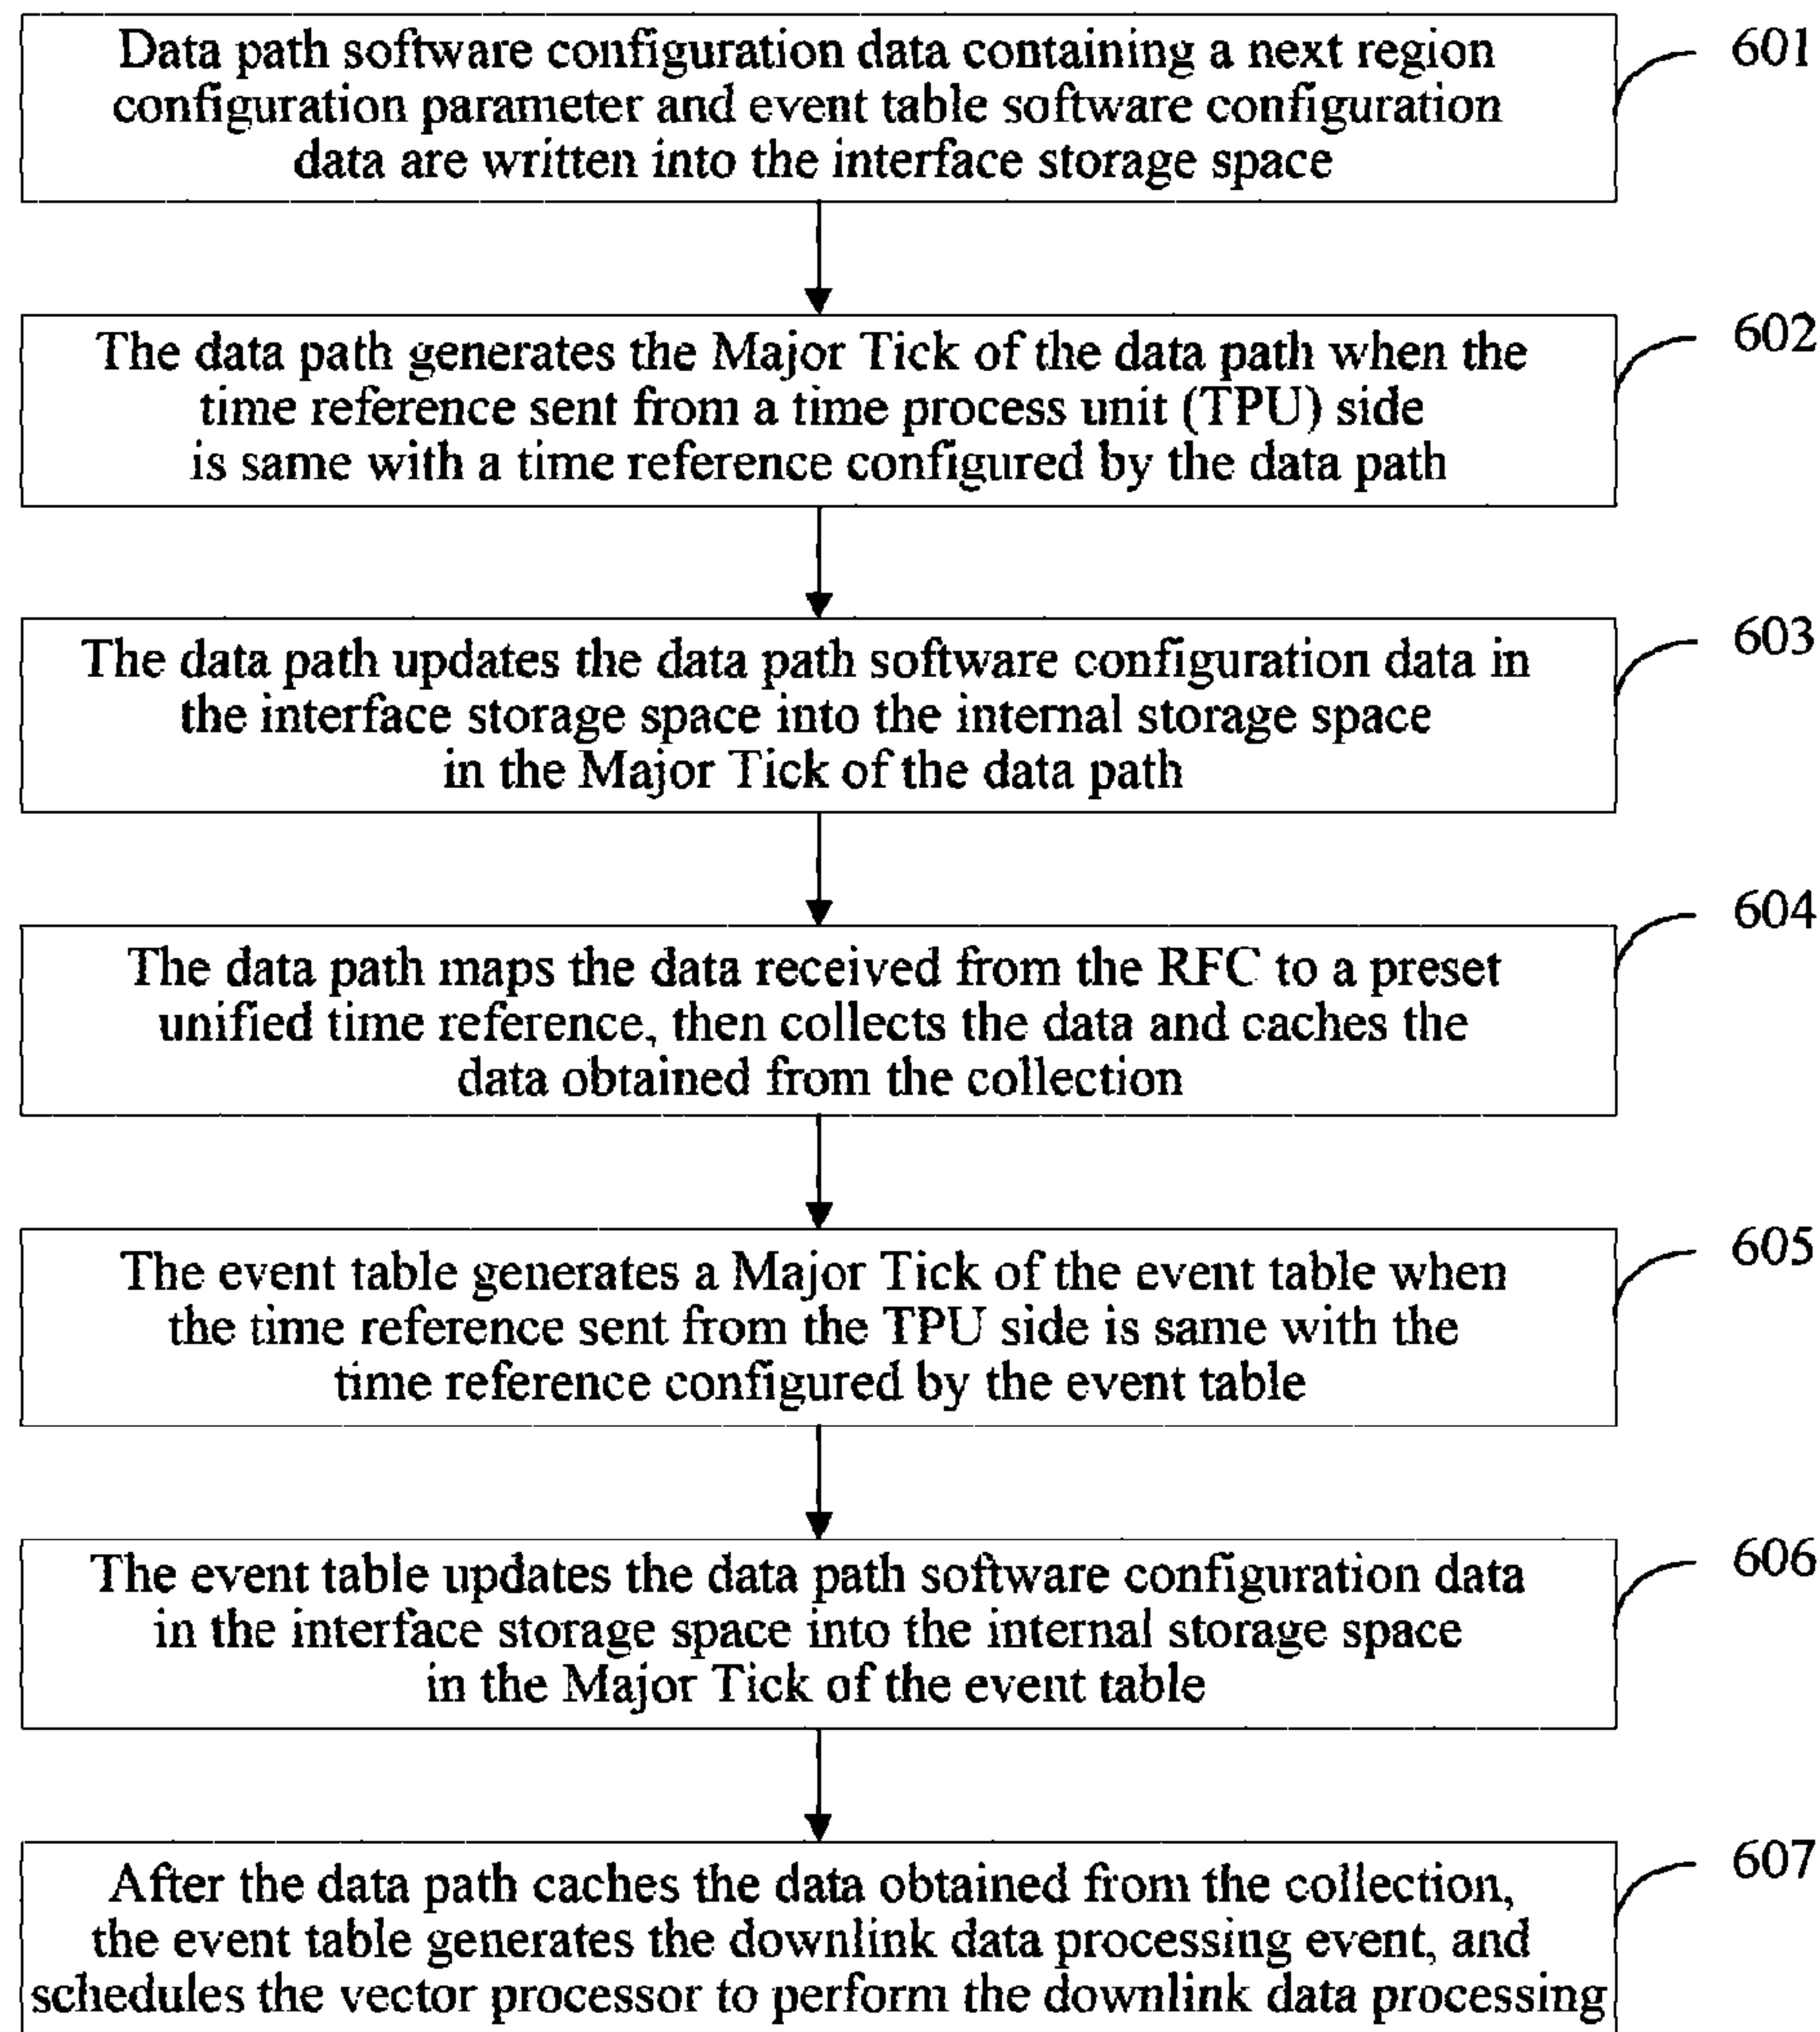 Data path software configuration data containing a next region
configuration parameter and event table software configuration
data are written into the interface storage space
601
The data path generates the Major Tick of the data path when the
time reference sent from a time process unit (TPU) side
is same with a time reference configured by the data path
602
The data path updates the data path software configuration data in
the interface storage space into the internal storage space
in the Major Tick of the data path
603
The data path maps the data received from the RFC to a preset
unified time reference, then collects the data and caches the
data obtained from the collection
604
The event table generates a Major Tick of the event table when
the time reference sent from the TPU side is same with the
time reference configured by the event table
605
The event table updates the data path software configuration data
in the interface storage space into the internal storage space
in the Major Tick of the event table
606
After the data path caches the data obtained from the collection,
the event table generates the downlink data processing event, and
schedules the vector processor to perform the downlink data processing
607